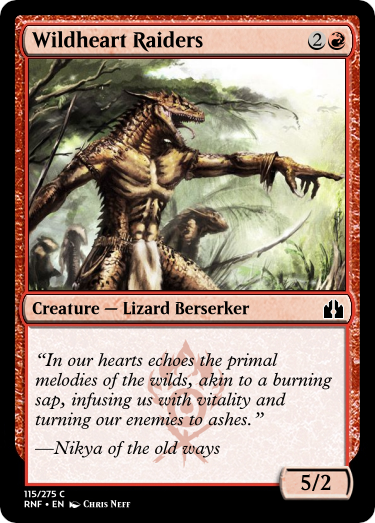 Wildheart Raiders 2
Creature — Lizard Berserker
“In our hearts echoes the primal
melodies of the wilds, akin to a burning
sap, infusing us with vitality and
turning our enemies to ashes.”
—Nikya of the old ways
5/2
115/275 C
RNF • EN Chris Neff